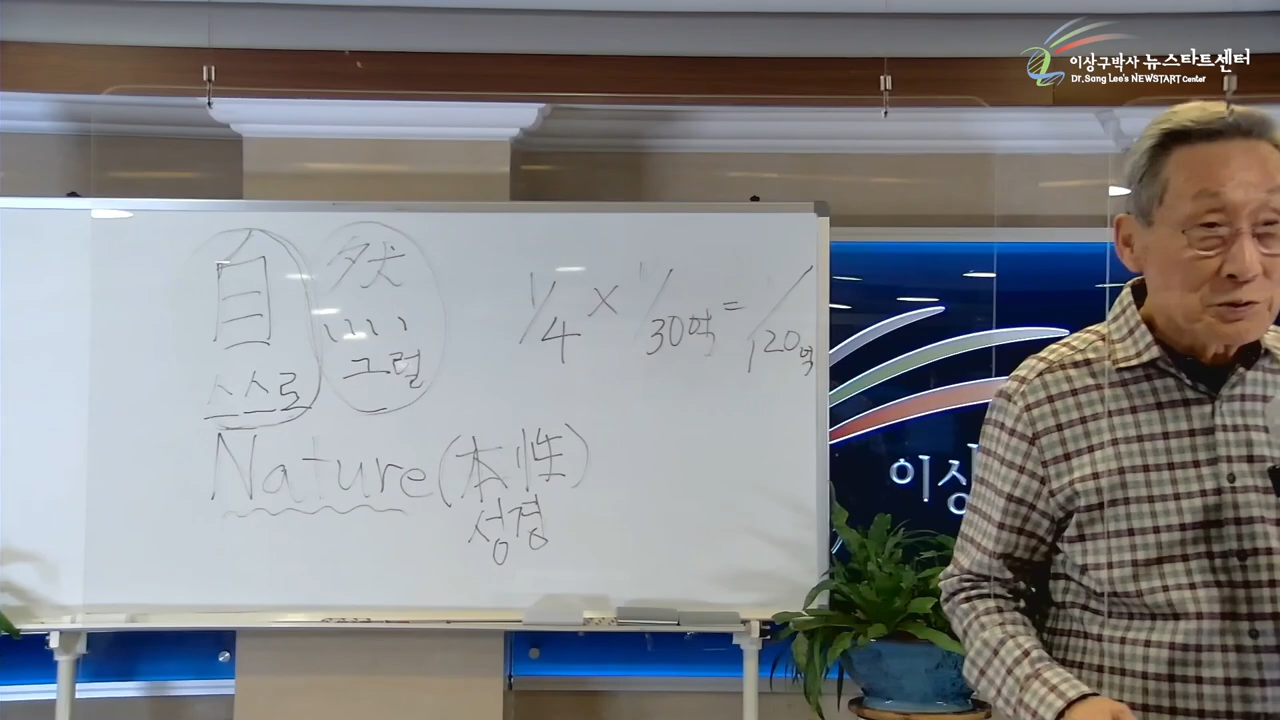 이상구박사 뉴스타트센터
Dr. Sang Lee's NEWSTART Center
自 然
스스로 그럴
1/4 × 1/30억 = 1/120억
Nature (本性)
성경
이상